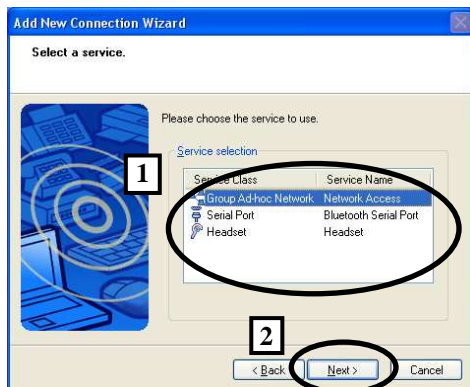 Add New Connection Wizard
Select a service.
Please choose the service to use.
Service selection
1
Service Class Service Name
Group Ad-hoc Network Network Access
Serial Port Bluetooth Serial Port
Headset Headset
2
< Back Next > Cancel